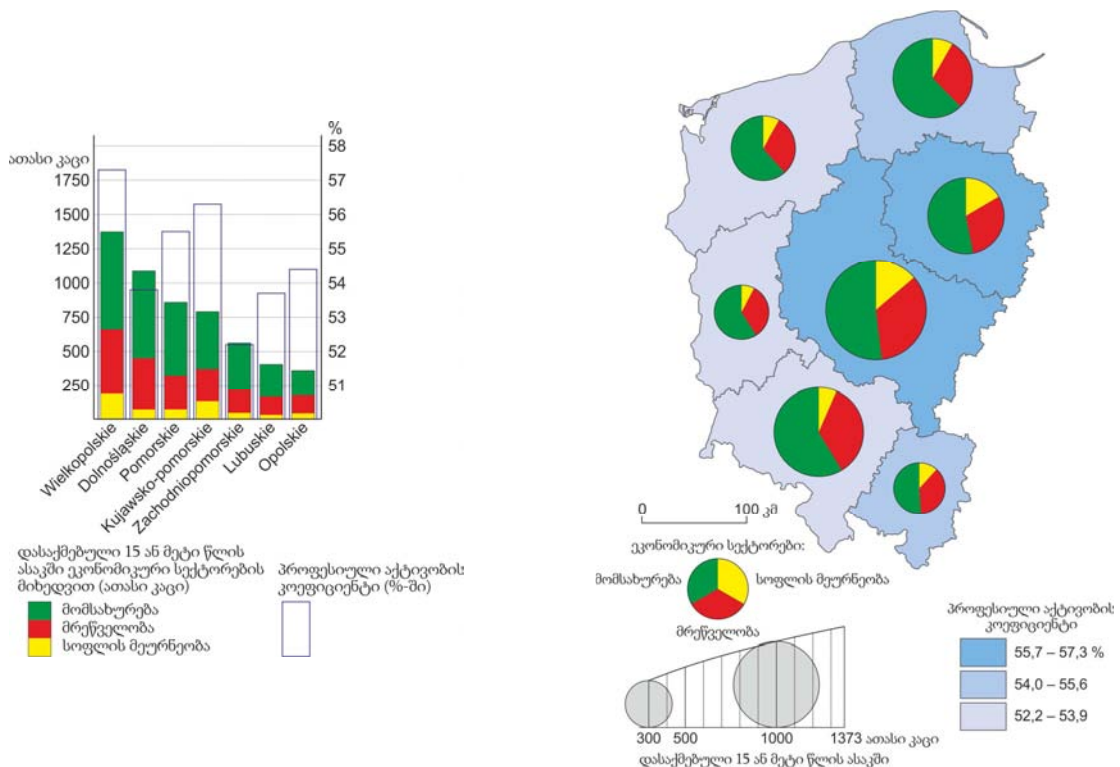 ათასი კაცი
%
1750
1500
1250
1000
750
500
250
58
57
56
55
54
53
52
51
Wielkopolskie
Dolnośląskie
Pomorskie
Kujawsko-pomorskie
Zachodniopomorskie
Lubuskie
Opolskie
დასაქმებული 15 ან მეტი წლის
ასაკში ეკონომიკური სექტორების
მიხედვით (ათასი კაცი)
მომსახურება
მრეწველობა
სოფლის მეურნეობა
პროფესიული აქტივობის
კოეფიციენტი (%-ში)
0 100 კმ
ეკონომიკური სექტორები:
მომსახურება სოფლის მეურნეობა
მრეწველობა
300 500 1000 1373 ათასი კაცი
დასაქმებული 15 ან მეტი წლის ასაკში
პროფესიული აქტივობის
კოეფიციენტი
55,7 – 57,3 %
54,0 – 55,6
52,2 – 53,9